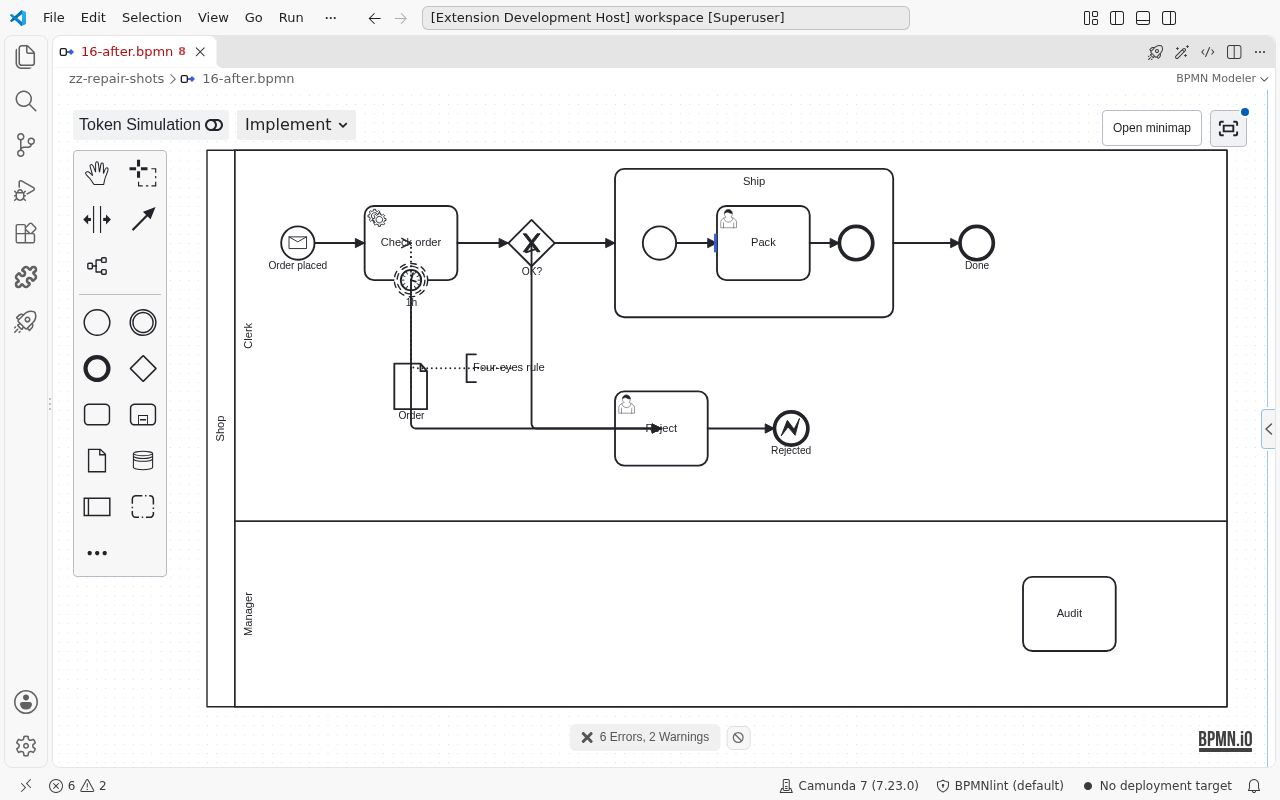 File Edit Selection View Go Run ···
[Extension Development Host] workspace [Superuser]
16-after.bpmn 8
zz-repair-shots > 16-after.bpmn
BPMN Modeler
Token Simulation
Implement
Open minimap
Shop
Clerk
Manager
Ship
Order placed
Check order
1h
OK?
Pack
Done
Four-eyes rule
Order
Reject
Rejected
Audit
6 Errors, 2 Warnings
BPMN.iO
6 2
Camunda 7 (7.23.0)
BPMNlint (default)
No deployment target